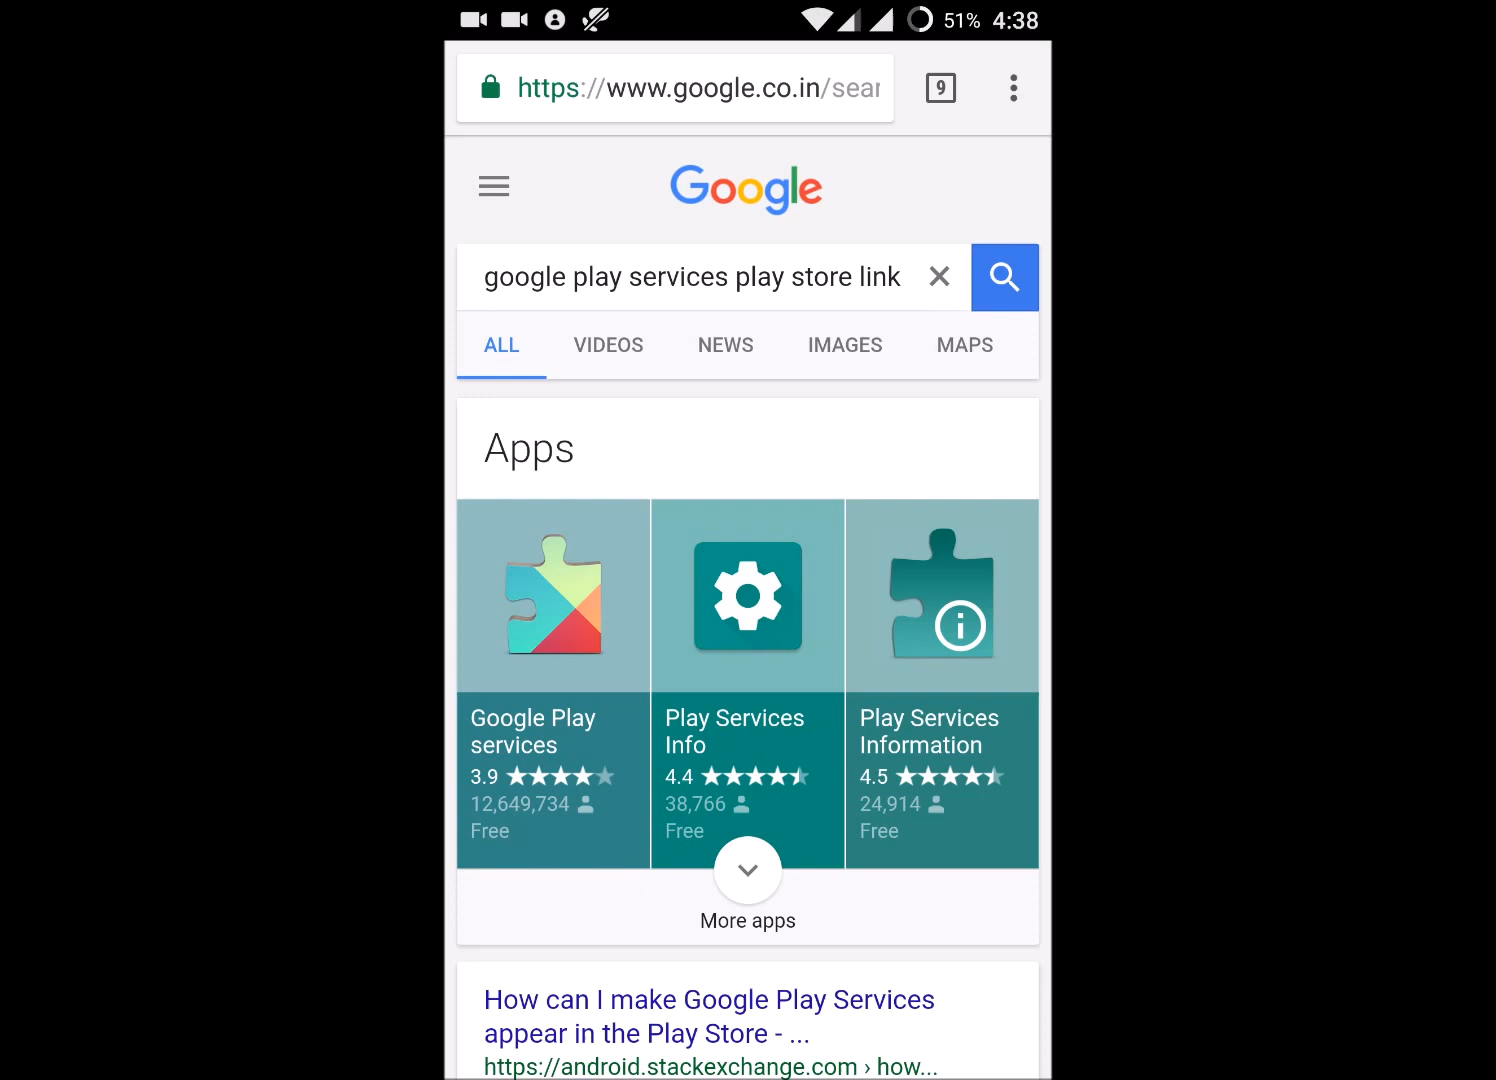 51% 4:38
https://www.google.co.in/sear
9
Google
google play services play store link
ALL VIDEOS NEWS IMAGES MAPS
Apps
Google Play
services
3.9
12,649,734
Free
Play Services
Info
4.4
38,766
Free
Play Services
Information
4.5
24,914
Free
More apps
How can I make Google Play Services
appear in the Play Store - ...
https://android.stackexchange.com › how...